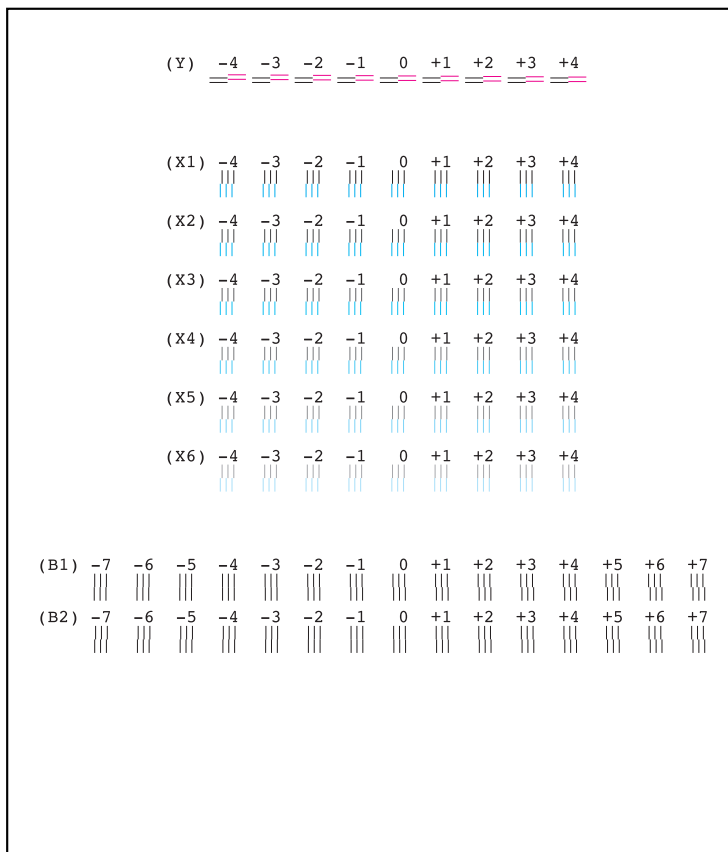 (Y) -4 -3 -2 -1 0 +1 +2 +3 +4
(X1) -4 -3 -2 -1 0 +1 +2 +3 +4
(X2) -4 -3 -2 -1 0 +1 +2 +3 +4
(X3) -4 -3 -2 -1 0 +1 +2 +3 +4
(X4) -4 -3 -2 -1 0 +1 +2 +3 +4
(X5) -4 -3 -2 -1 0 +1 +2 +3 +4
(X6) -4 -3 -2 -1 0 +1 +2 +3 +4
(B1) -7 -6 -5 -4 -3 -2 -1 0 +1 +2 +3 +4 +5 +6 +7
(B2) -7 -6 -5 -4 -3 -2 -1 0 +1 +2 +3 +4 +5 +6 +7